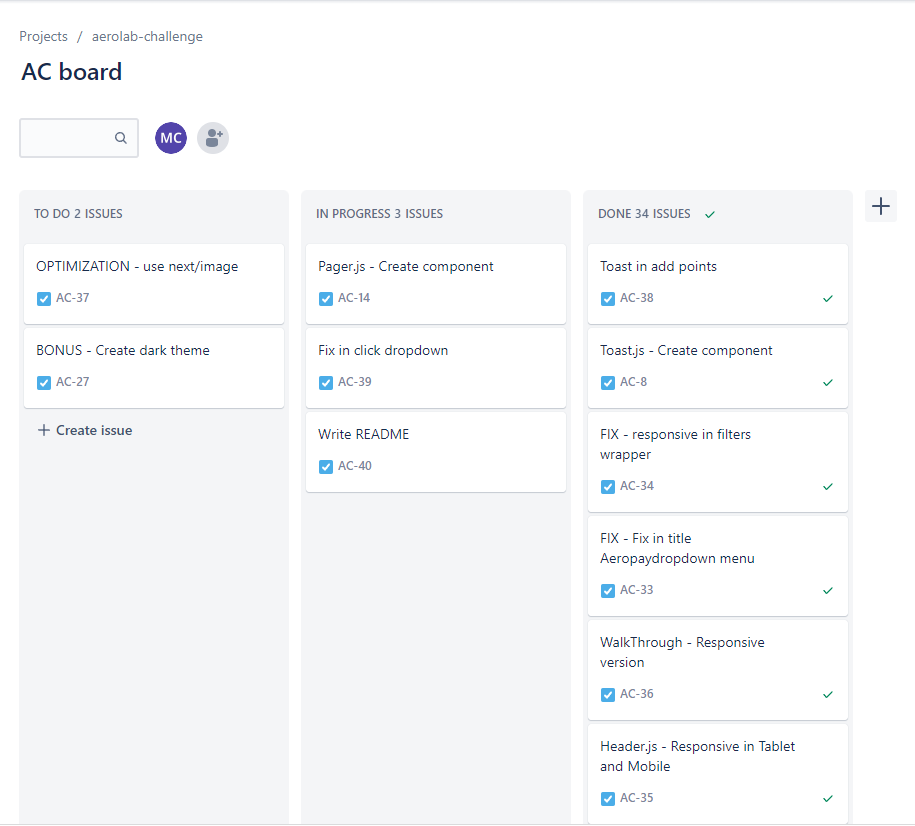 Projects / aerolab-challenge
AC board
MC
TO DO 2 ISSUES
OPTIMIZATION - use next/image
AC-37
BONUS - Create dark theme
AC-27
+ Create issue
IN PROGRESS 3 ISSUES
Pager.js - Create component
AC-14
Fix in click dropdown
AC-39
Write README
AC-40
DONE 34 ISSUES
Toast in add points
AC-38
Toast.js - Create component
AC-8
FIX - responsive in filters
wrapper
AC-34
FIX - Fix in title
Aeropaydropdown menu
AC-33
WalkThrough - Responsive
version
AC-36
Header.js - Responsive in Tablet
and Mobile
AC-35